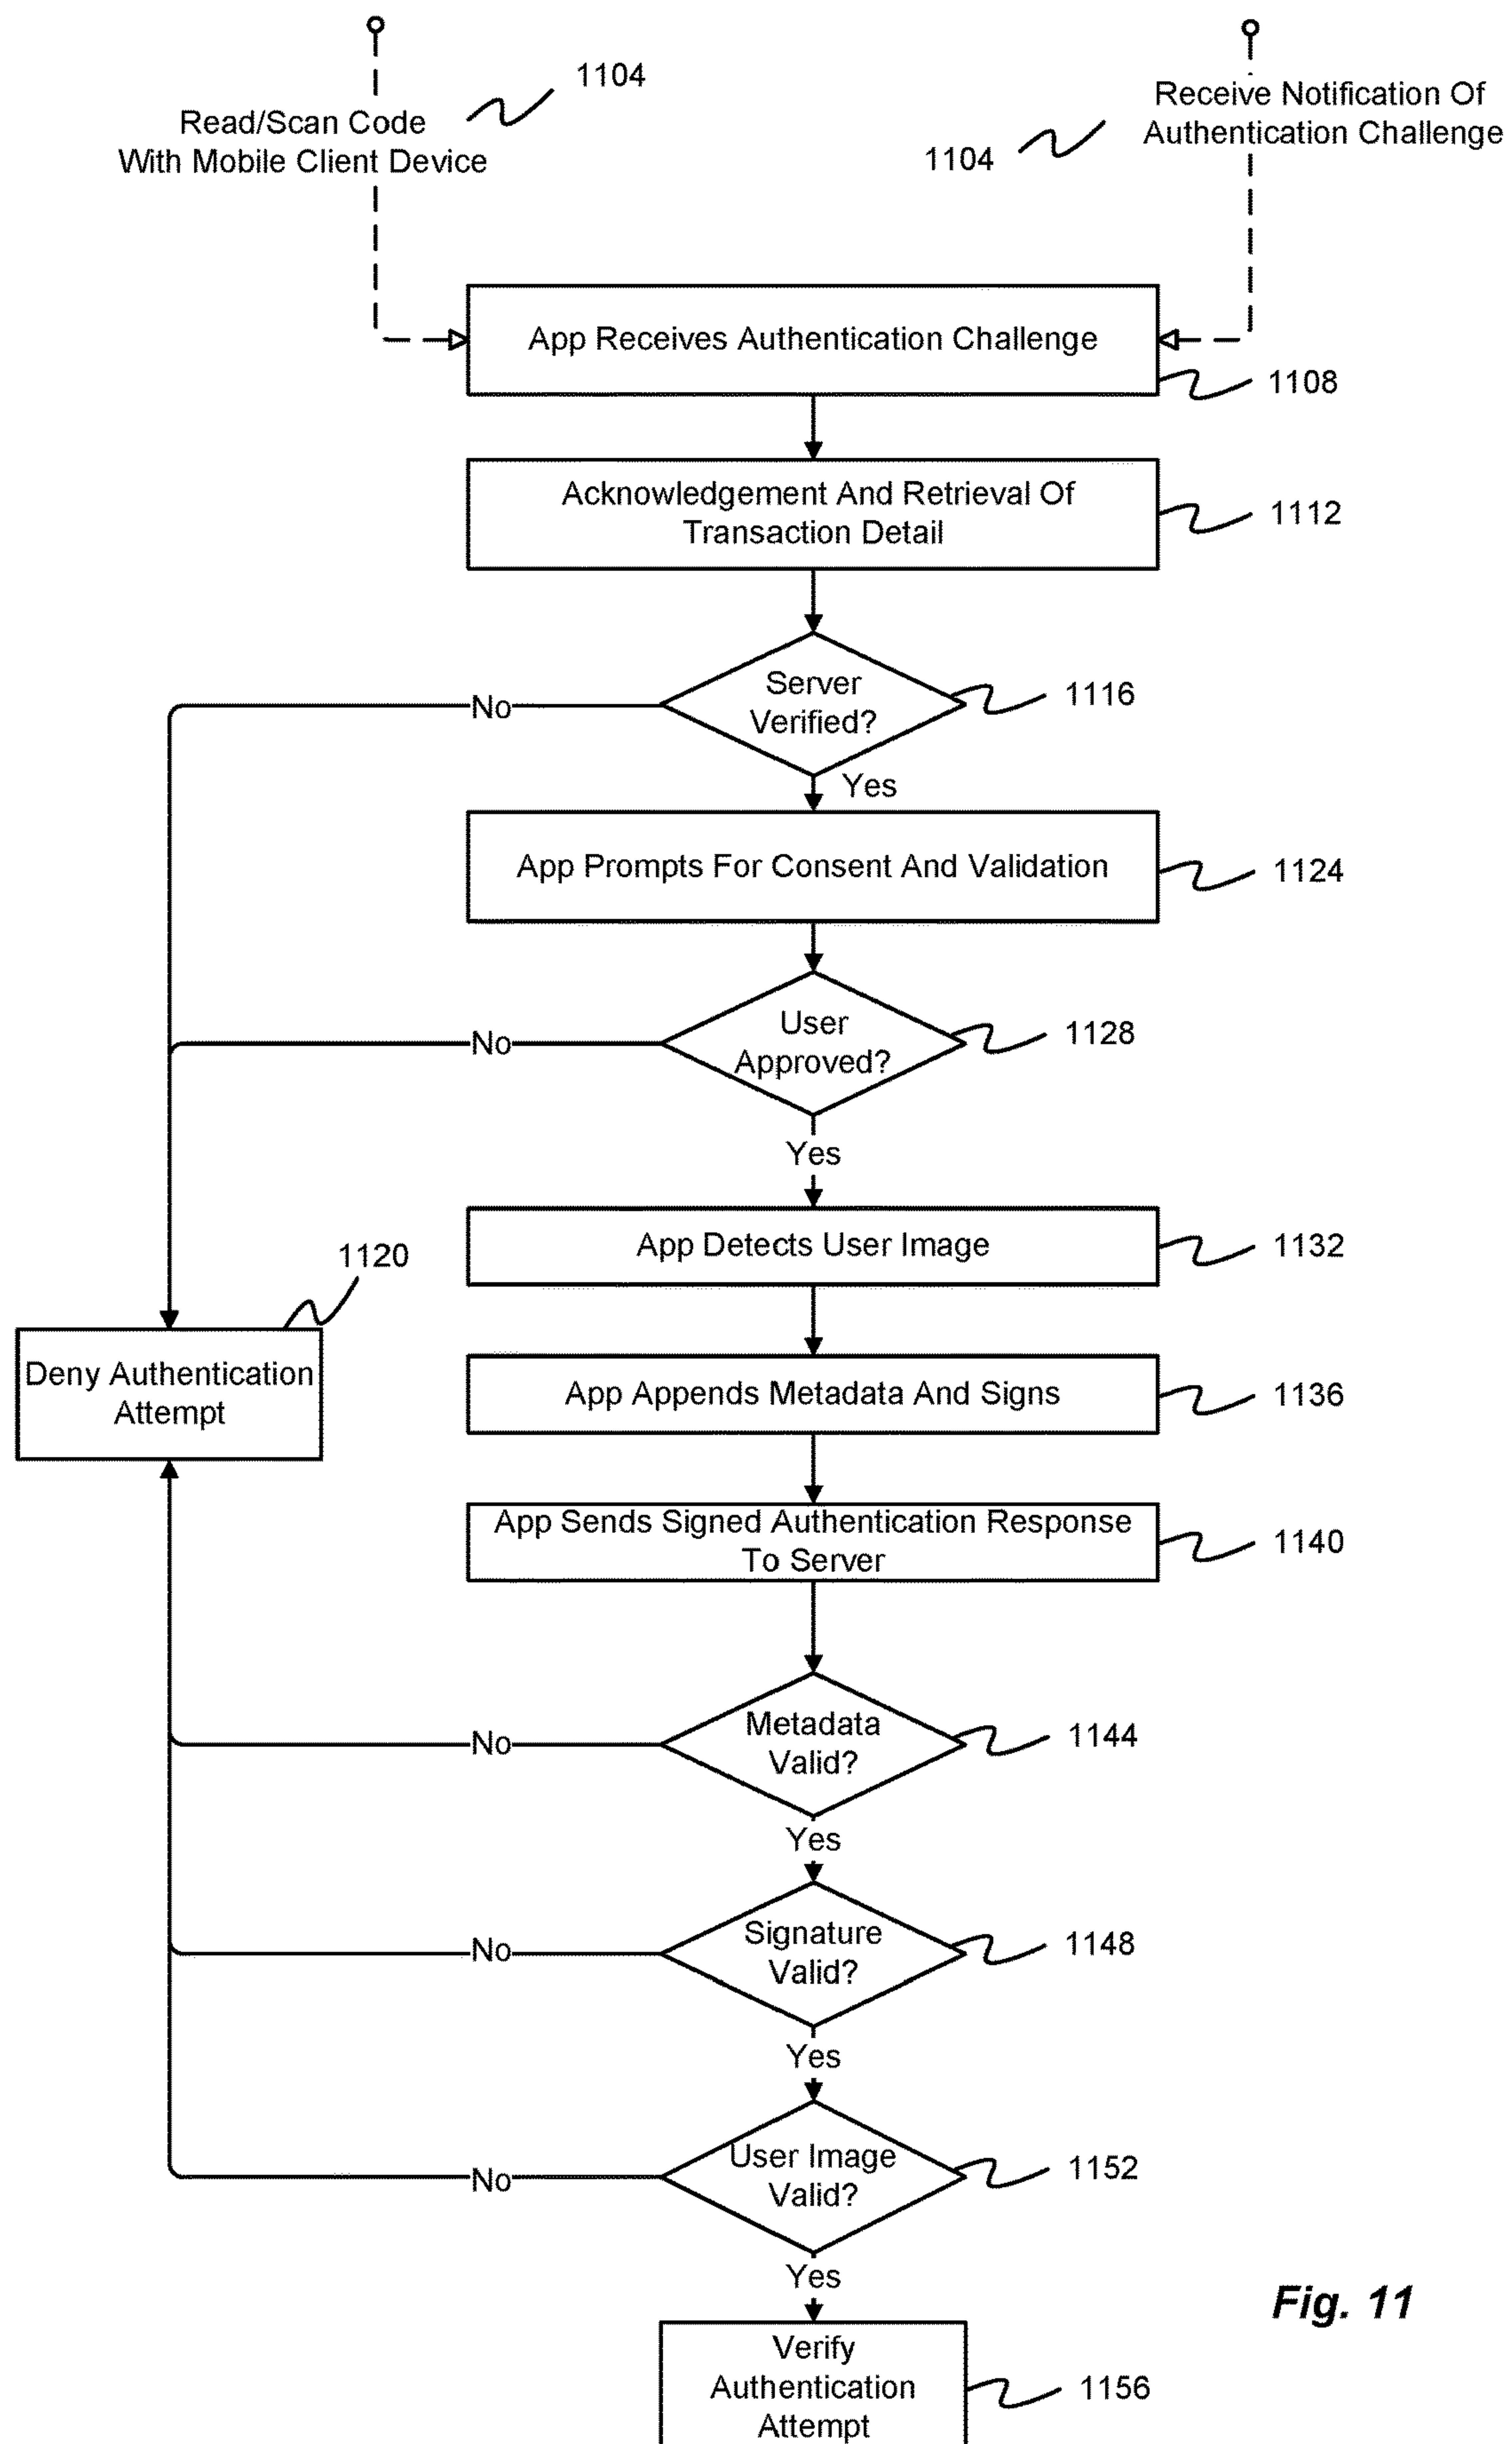 1104
Read/Scan Code
With Mobile Client Device
Receive Notification Of
Authentication Challenge
1104
App Receives Authentication Challenge
1108
Acknowledgement And Retrieval Of
Transaction Detail
1112
Server
Verified?
1116
No
Yes
App Prompts For Consent And Validation
1124
User
Approved?
1128
No
Yes
App Detects User Image
1132
1120
Deny Authentication
Attempt
App Appends Metadata And Signs
1136
App Sends Signed Authentication Response
To Server
1140
Metadata
Valid?
1144
No
Yes
Signature
Valid?
1148
No
Yes
User Image
Valid?
1152
No
Yes
Fig. 11
Verify
Authentication
Attempt
1156